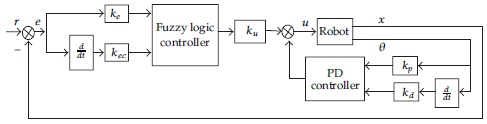 r
e
k_e
Fuzzy logic
controller
k_u
u
Robot
x
−
d
dt
k_ec
θ
PD
controller
k_p
k_d
d
dt